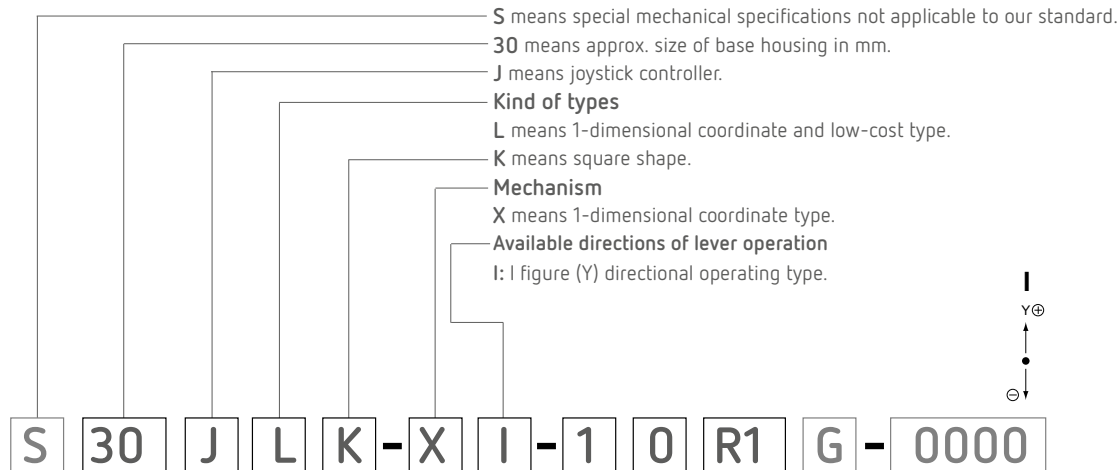 S means special mechanical specifications not applicable to our standard.
30 means approx. size of base housing in mm.
J means joystick controller.
Kind of types
L means 1-dimensional coordinate and low-cost type.
K means square shape.
Mechanism
X means 1-dimensional coordinate type.
Available directions of lever operation
I: I figure (Y) directional operating type.
I
Y⊕
⊖
S 30 J L K - X I - 1 0 R1 G - 0000